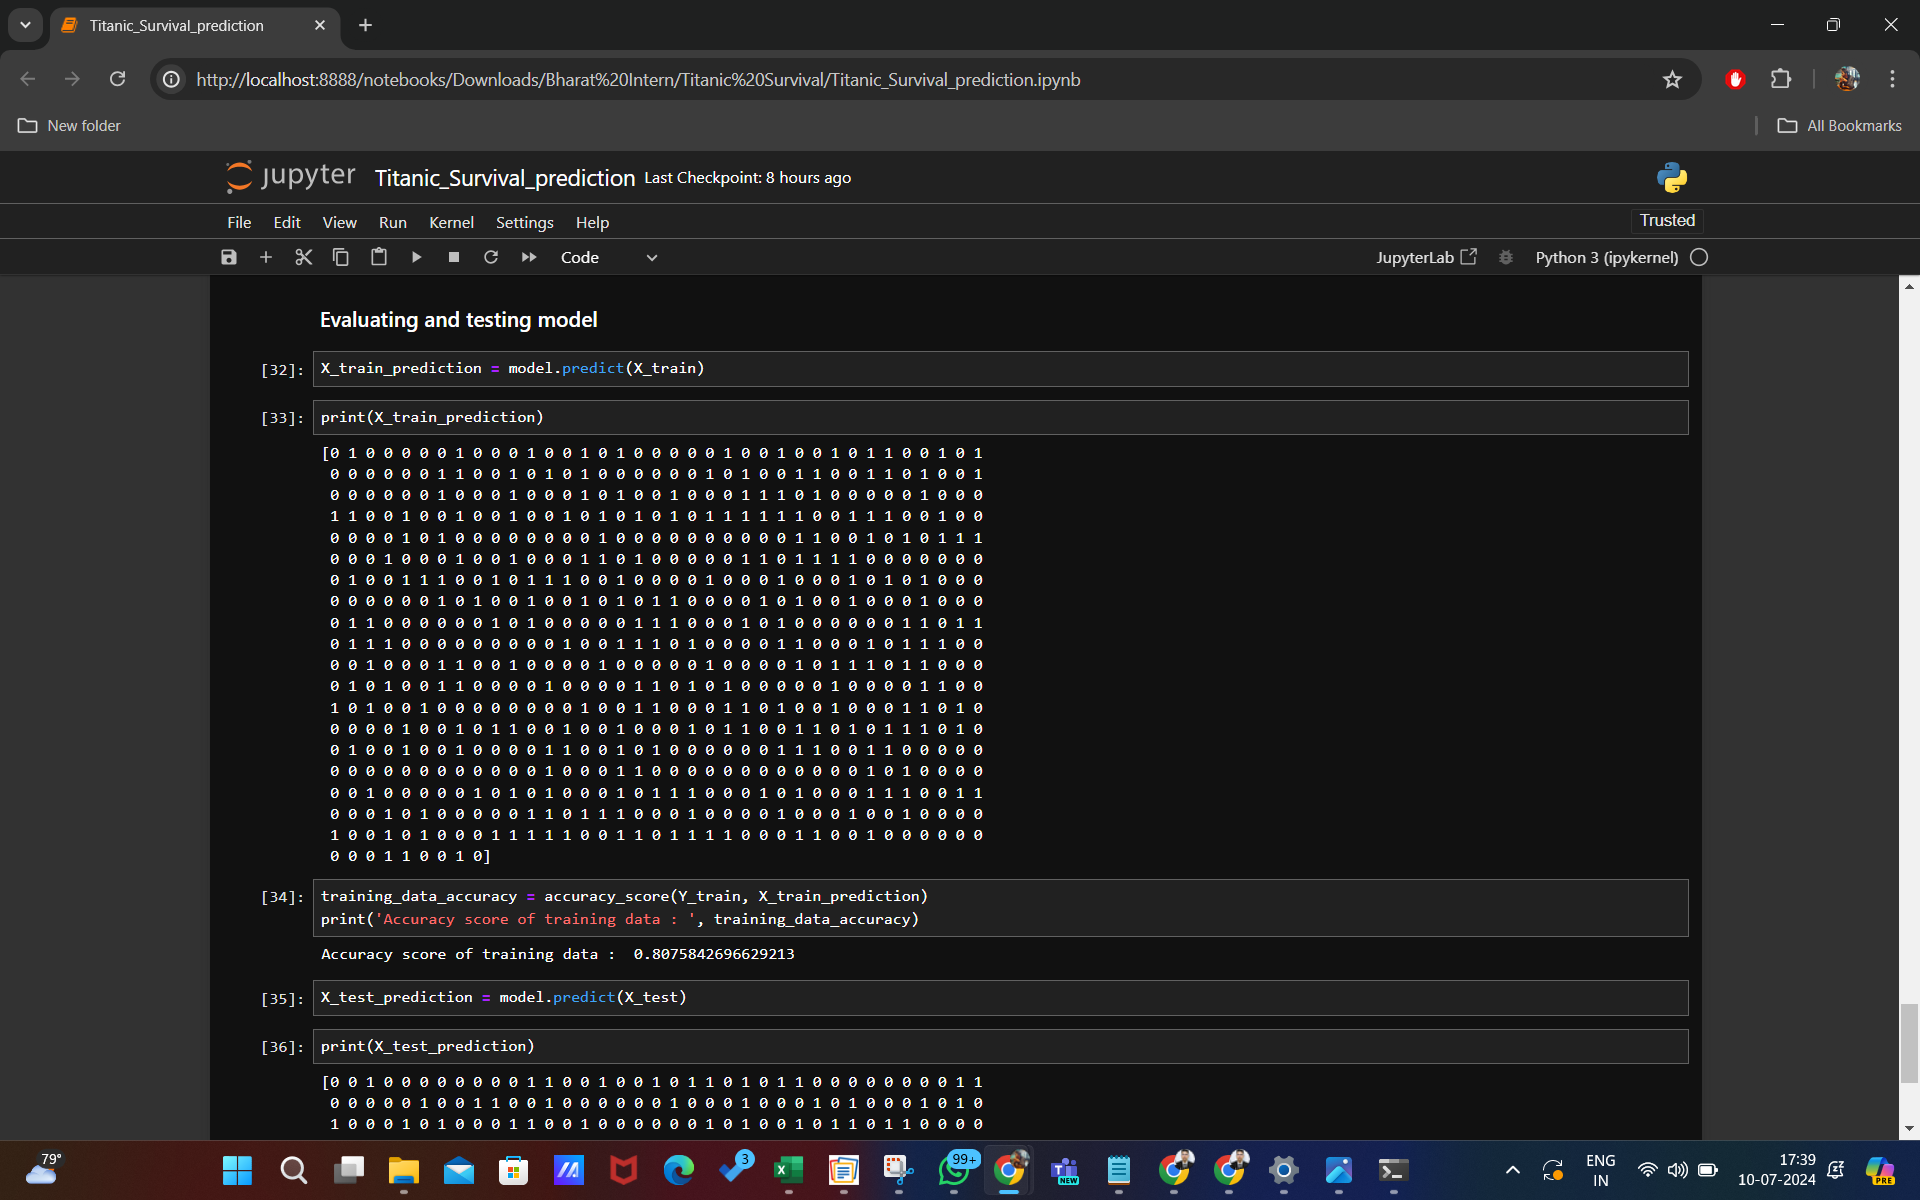 Titanic_Survival_prediction
http://localhost:8888/notebooks/Downloads/Bharat%20Intern/Titanic%20Survival/Titanic_Survival_prediction.ipynb
New folder
All Bookmarks
jupyter Titanic_Survival_prediction Last Checkpoint: 8 hours ago
File Edit View Run Kernel Settings Help
Trusted
Code
JupyterLab
Python 3 (ipykernel)
Evaluating and testing model
[32]: X_train_prediction = model.predict(X_train)
[33]: print(X_train_prediction)
[0 1 0 0 0 0 0 1 0 0 0 1 0 0 1 0 1 0 0 0 0 0 1 0 0 1 0 0 1 0 1 1 0 0 1 0 1
0 0 0 0 0 0 1 1 0 0 1 0 1 0 1 0 0 0 0 0 0 1 0 1 0 0 1 1 0 0 1 1 0 1 0 0 1
0 0 0 0 0 0 1 0 0 0 1 0 0 0 1 0 1 0 0 1 0 0 0 1 1 1 0 1 0 0 0 0 0 1 0 0 0
1 1 0 0 1 0 0 1 0 0 1 0 0 1 0 1 0 1 0 1 0 1 1 1 1 1 1 0 0 1 1 1 0 0 1 0 0
0 0 0 0 1 0 1 0 0 0 0 0 0 0 0 1 0 0 0 0 0 0 0 0 0 0 1 1 0 0 1 0 1 0 1 1 1
0 0 0 1 0 0 0 1 0 0 1 0 0 0 1 1 0 1 0 0 0 0 0 1 1 0 1 1 1 1 0 0 0 0 0 0 0
0 1 0 0 1 1 1 0 0 1 0 1 1 1 0 0 1 0 0 0 0 1 0 0 0 1 0 0 0 1 0 1 0 1 0 0 0
0 0 0 0 0 0 1 0 1 0 0 1 0 0 1 0 1 0 1 1 0 0 0 0 1 0 1 0 0 1 0 0 0 1 0 0 0
0 1 1 0 0 0 0 0 0 1 0 1 0 0 0 0 0 1 1 1 0 0 0 1 0 1 0 0 0 0 0 0 1 1 0 1 1
0 1 1 1 0 0 0 0 0 0 0 0 0 1 0 0 1 1 1 0 1 0 0 0 0 1 1 0 0 0 1 0 1 1 1 0 0
0 0 1 0 0 0 1 1 0 0 1 0 0 0 0 1 0 0 0 0 0 1 0 0 0 0 1 0 1 1 1 0 1 1 0 0 0
0 1 0 1 0 0 1 1 0 0 0 0 1 0 0 0 0 1 1 0 1 0 1 0 0 0 0 0 1 0 0 0 0 1 1 0 0
1 0 1 0 0 1 0 0 0 0 0 0 0 0 1 0 0 1 1 0 0 0 1 1 0 1 0 0 1 0 0 0 1 1 0 1 0
0 0 0 0 1 0 0 1 0 1 1 0 0 1 0 0 1 0 0 0 1 0 1 1 0 0 1 1 0 1 0 1 1 1 0 1 0
0 1 0 0 1 0 0 1 0 0 0 0 1 1 0 0 1 0 1 0 0 0 0 0 0 1 1 1 0 0 1 1 0 0 0 0 0
0 0 0 0 0 0 0 0 0 0 0 0 1 0 0 0 1 1 0 0 0 0 0 0 0 0 0 0 0 0 1 0 1 0 0 0 0
0 0 1 0 0 0 0 0 1 0 1 0 1 0 0 0 1 0 1 1 1 0 0 0 1 0 1 0 0 0 1 1 1 0 0 1 1
0 0 0 1 0 1 0 0 0 0 0 1 1 0 1 1 1 0 0 0 1 0 0 0 0 1 0 0 0 1 0 0 1 0 0 0 0
1 0 0 1 0 1 0 0 0 1 1 1 1 1 1 0 0 1 1 0 1 1 1 1 0 0 0 1 1 0 0 1 0 0 0 0 0 0
0 0 0 1 1 0 0 1 0]
[34]: training_data_accuracy = accuracy_score(Y_train, X_train_prediction)
print('Accuracy score of training data : ', training_data_accuracy)
Accuracy score of training data :  0.8075842696629213
[35]: X_test_prediction = model.predict(X_test)
[36]: print(X_test_prediction)
[0 0 1 0 0 0 0 0 0 0 0 1 1 0 0 1 0 0 1 0 1 1 0 1 0 1 1 0 0 0 0 0 0 0 0 1 1
0 0 0 0 0 1 0 0 1 1 0 0 1 0 0 0 0 0 0 1 0 0 0 1 0 0 0 1 0 1 0 0 0 1 0 1 0
1 0 0 0 1 0 1 0 0 0 1 1 0 0 1 0 0 0 0 0 0 1 0 1 0 0 1 0 1 1 0 1 1 0 0 0 0
79°
3
99+
NEW
ENG
IN
17:39
10-07-2024
PRE